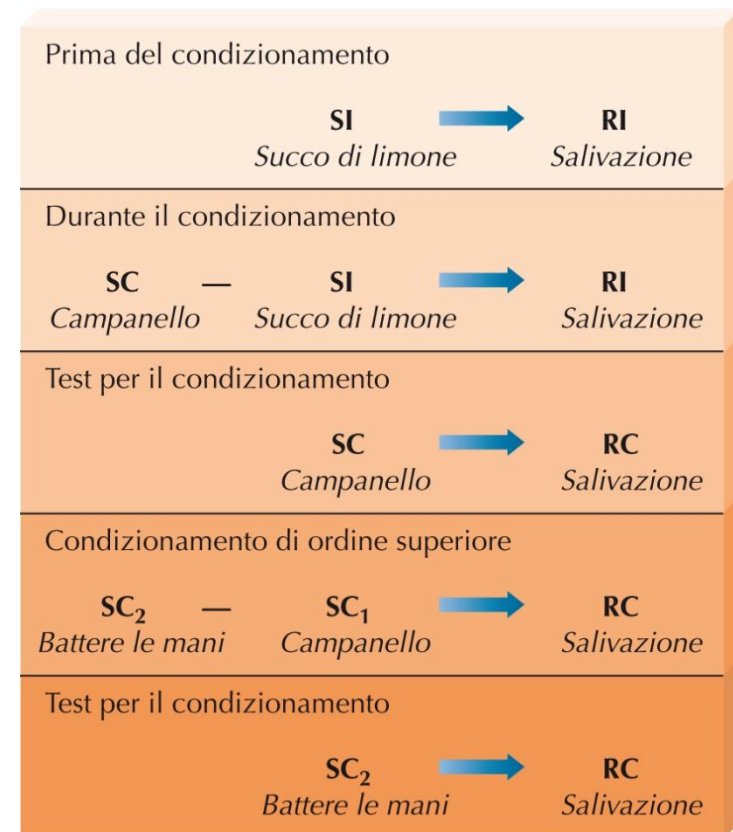 Prima del condizionamento
SI RI
Succo di limone Salivazione
Durante il condizionamento
SC — SI RI
Campanello Succo di limone Salivazione
Test per il condizionamento
SC RC
Campanello Salivazione
Condizionamento di ordine superiore
SC₂ — SC₁ RC
Battere le mani Campanello Salivazione
Test per il condizionamento
SC₂ RC
Battere le mani Salivazione